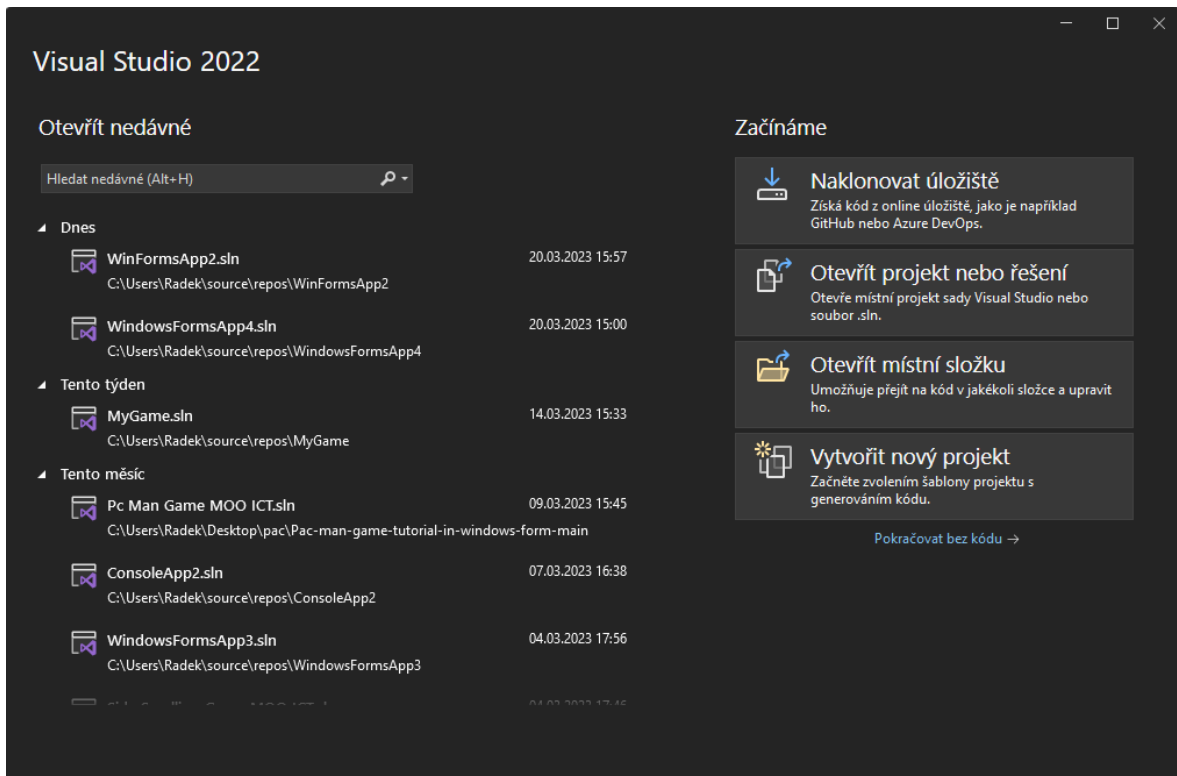 Visual Studio 2022
Otevřít nedávné
Hledat nedávné (Alt+H)
Dnes
WinFormsApp2.sln 20.03.2023 15:57
C:\Users\Radek\source\repos\WinFormsApp2
WindowsFormsApp4.sln 20.03.2023 15:00
C:\Users\Radek\source\repos\WindowsFormsApp4
Tento týden
MyGame.sln 14.03.2023 15:33
C:\Users\Radek\source\repos\MyGame
Tento měsíc
Pc Man Game MOO ICT.sln 09.03.2023 15:45
C:\Users\Radek\Desktop\pac\Pac-man-game-tutorial-in-windows-form-main
ConsoleApp2.sln 07.03.2023 16:38
C:\Users\Radek\source\repos\ConsoleApp2
WindowsFormsApp3.sln 04.03.2023 17:56
C:\Users\Radek\source\repos\WindowsFormsApp3
Začínáme
Naklonovat úložiště
Získá kód z online úložiště, jako je například
GitHub nebo Azure DevOps.
Otevřít projekt nebo řešení
Otevře místní projekt sady Visual Studio nebo
soubor .sln.
Otevřít místní složku
Umožňuje přejít na kód v jakékoli složce a upravit
ho.
Vytvořit nový projekt
Začněte zvolením šablony projektu s
generováním kódu.
Pokračovat bez kódu →